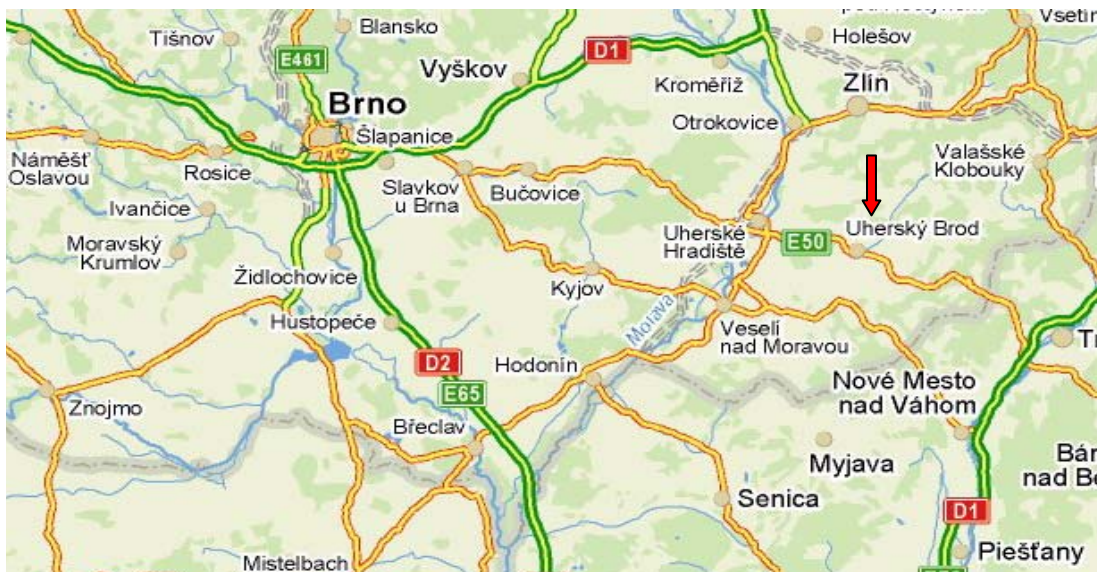 Blansko
Tišnov
Holešov
E461
D1
Vyškov
Kroměříž
Zlín
Brno
Otrokovice
Šlapanice
Náměšť
Oslavou
Rosice
Slavkov
u Brna
Bučovice
Valašské
Klobouky
Ivančice
Uherské
Hradiště
E50
Uherský Brod
Moravský
Krumlov
Židlochovice
Kyjov
Hustopeče
Morava
Veselí
nad Moravou
D2
Hodonín
E65
Nové Mesto
nad Váhom
Znojmo
Břeclav
Myjava
Senica
D1
Piešťany
Mistelbach